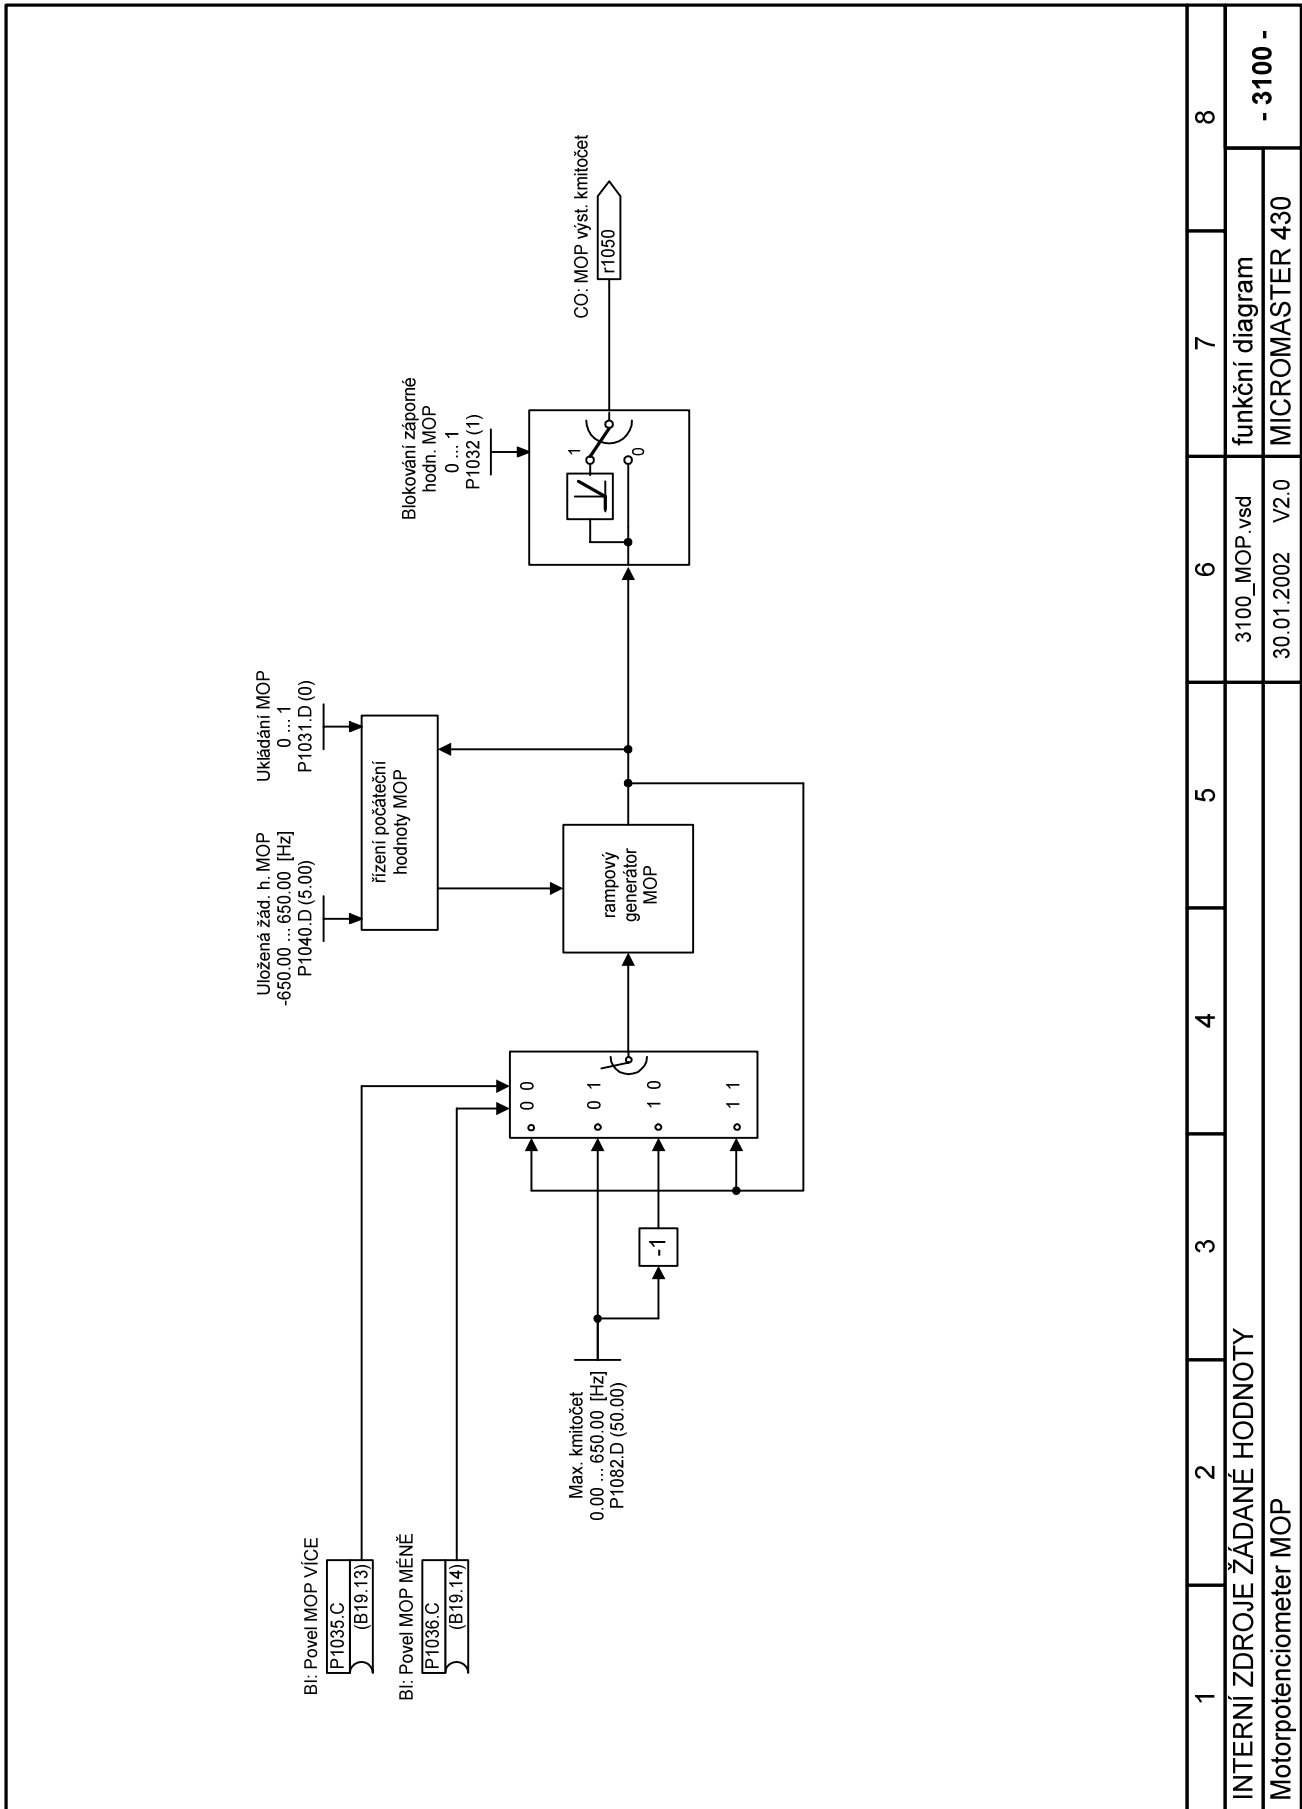 BI: Povel MOP VÍCE
P1035.C
(B19.13)
BI: Povel MOP MÉNĚ
P1036.C
(B19.14)
Max. kmitočet
0.00 ... 650.00 [Hz]
P1082.D (50.00)
-1
0 0
0 1
1 0
1 1
Uložená žád. h. MOP
-650.00 ... 650.00 [Hz]
P1040.D (5.00)
Ukládání MOP
0 ... 1
P1031.D (0)
řízení počáteční
hodnoty MOP
rampový
generátor
MOP
Blokování záporné
hodn. MOP
0 ... 1
P1032 (1)
1
0
CO: MOP výst. kmitočet
r1050
1 2 3 4 5 6 7 8
INTERNÍ ZDROJE ŽÁDANÉ HODNOTY
3100_MOP.vsd
funkční diagram
- 3100 -
Motorpotenciometer MOP
30.01.2002 V2.0
MICROMASTER 430